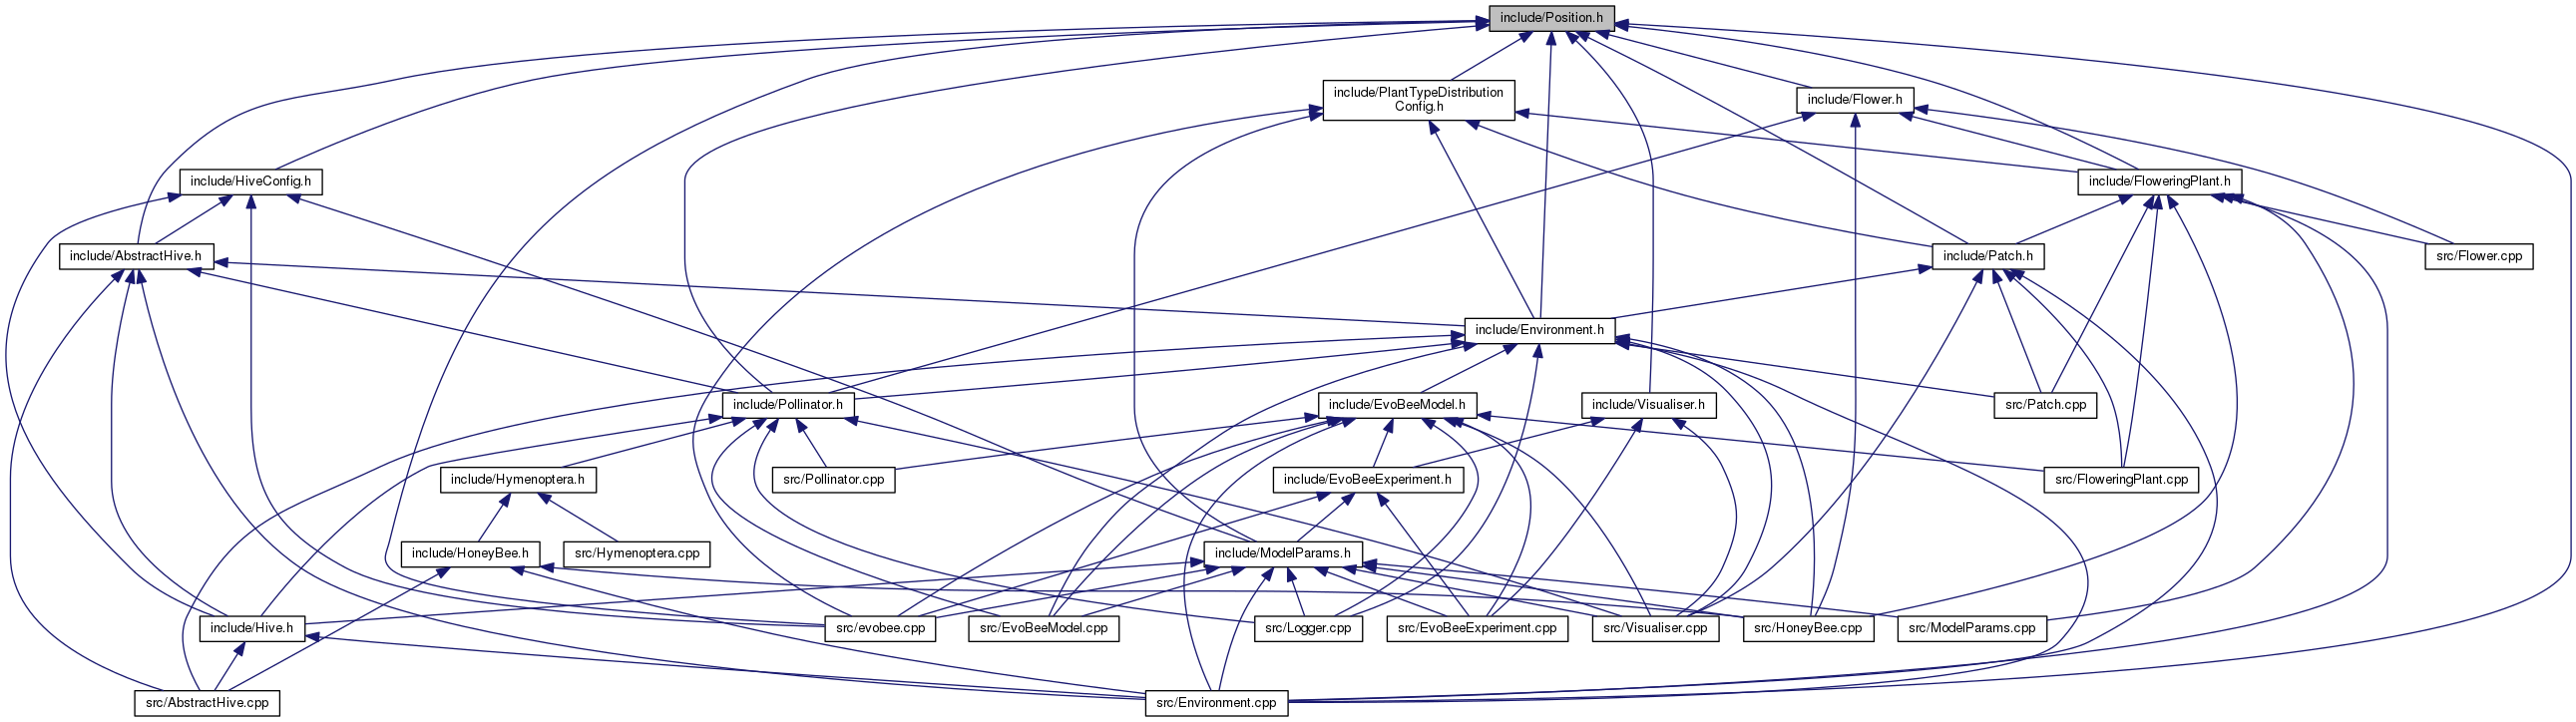 include/Position.h
include/PlantTypeDistribution
Config.h
include/Flower.h
include/HiveConfig.h
include/FloweringPlant.h
include/AbstractHive.h
include/Patch.h
src/Flower.cpp
include/Environment.h
include/Pollinator.h
include/EvoBeeModel.h
include/Visualiser.h
src/Patch.cpp
include/Hymenoptera.h
src/Pollinator.cpp
include/EvoBeeExperiment.h
src/FloweringPlant.cpp
include/HoneyBee.h
src/Hymenoptera.cpp
include/ModelParams.h
include/Hive.h
src/evobee.cpp
src/EvoBeeModel.cpp
src/Logger.cpp
src/EvoBeeExperiment.cpp
src/Visualiser.cpp
src/HoneyBee.cpp
src/ModelParams.cpp
src/AbstractHive.cpp
src/Environment.cpp